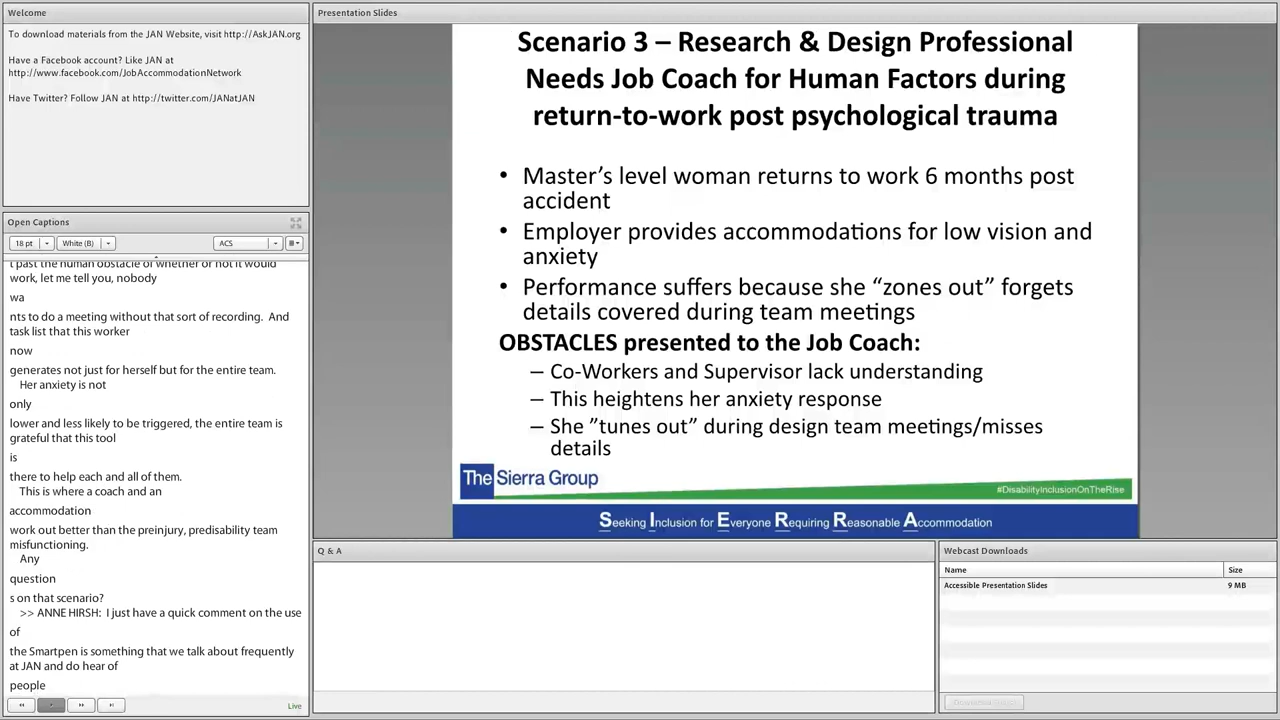 Welcome
To download materials from the JAN Website, visit http://AskJAN.org
Have a Facebook account? Like JAN at
http://www.facebook.com/JobAccommodationNetwork
Have Twitter? Follow JAN at http://twitter.com/JANatJAN
Open Captions
18 pt
White (B)
ACS
t past the human obstacle of whether or not it would
work, let me tell you, nobody
wa
nts to do a meeting without that sort of recording.  And
task list that this worker
now
generates not just for herself but for the entire team.
Her anxiety is not
only
lower and less likely to be triggered, the entire team is
grateful that this tool
is
there to help each and all of them.
This is where a coach and an
accommodation
work out better than the preinjury, predisability team
misfunctioning.
Any
question
s on that scenario?
>> ANNE HIRSH:  I just have a quick comment on the use
of
the Smartpen is something that we talk about frequently
at JAN and do hear of
people
Live
Presentation Slides
Scenario 3 – Research & Design Professional
Needs Job Coach for Human Factors during
return-to-work post psychological trauma
• Master’s level woman returns to work 6 months post
accident
• Employer provides accommodations for low vision and
anxiety
• Performance suffers because she “zones out” forgets
details covered during team meetings
OBSTACLES presented to the Job Coach:
– Co-Workers and Supervisor lack understanding
– This heightens her anxiety response
– She ”tunes out” during design team meetings/misses
details
The Sierra Group
#DisabilityInclusionOnTheRise
Seeking Inclusion for Everyone Requiring Reasonable Accommodation
Q & A
Webcast Downloads
Name Size
Accessible Presentation Slides 9 MB